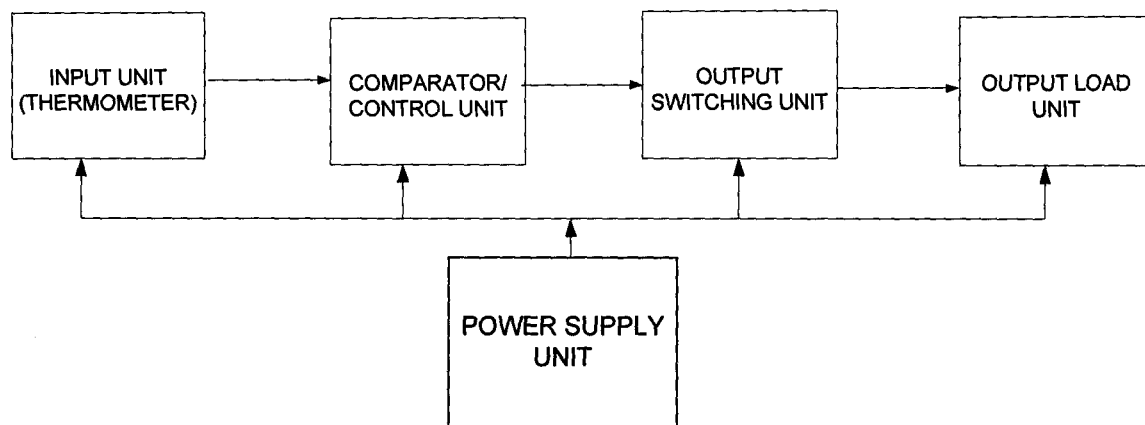 INPUT UNIT
(THERMOMETER)
COMPARATOR/
CONTROL UNIT
OUTPUT
SWITCHING UNIT
OUTPUT LOAD
UNIT
POWER SUPPLY
UNIT